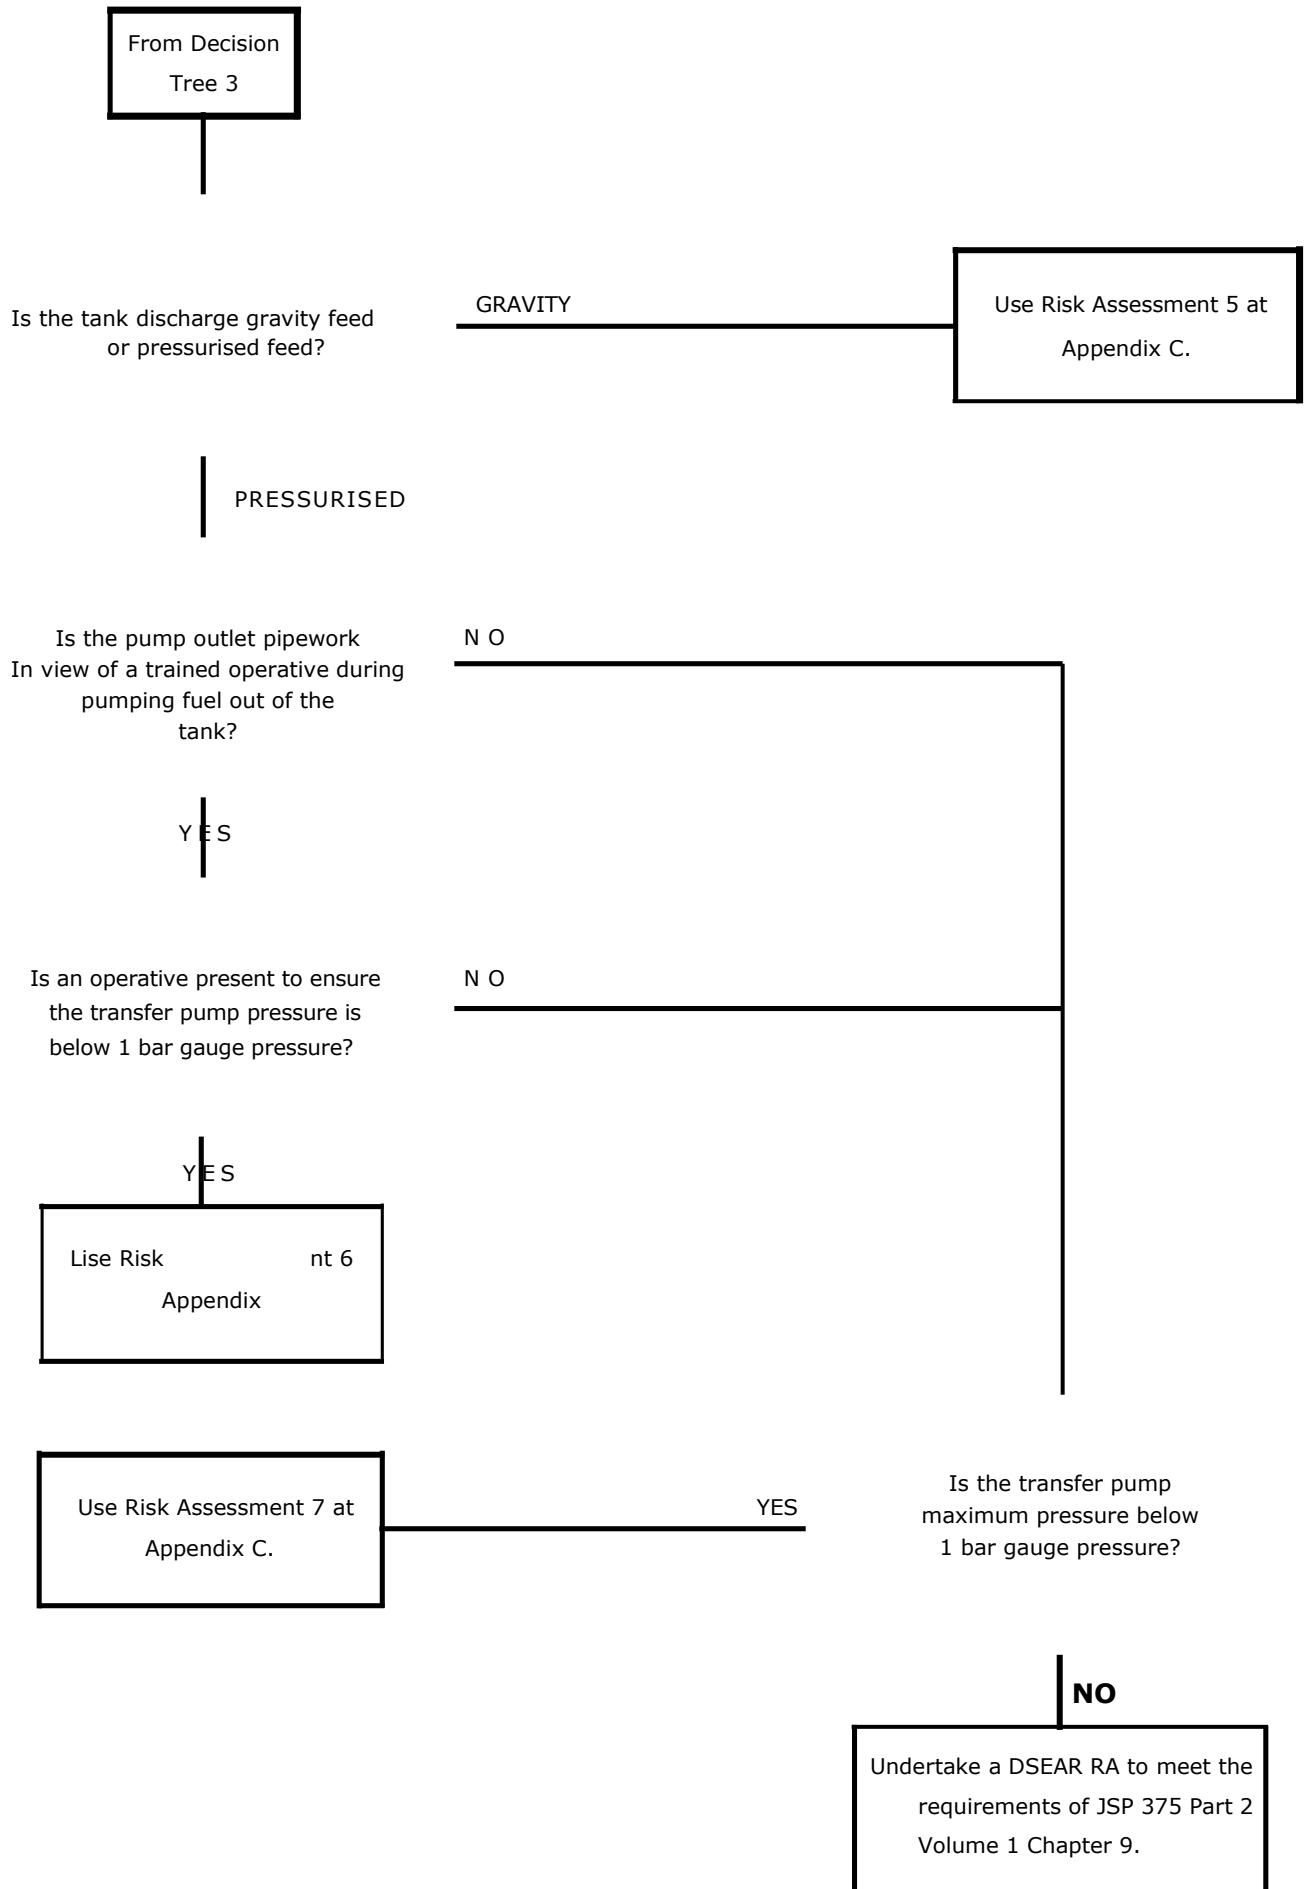 From Decision
Tree 3
Is the tank discharge gravity feed
or pressurised feed?
GRAVITY
Use Risk Assessment 5 at
Appendix C.
PRESSURISED
Is the pump outlet pipework
In view of a trained operative during
pumping fuel out of the
tank?
N O
Y E S
Is an operative present to ensure
the transfer pump pressure is
below 1 bar gauge pressure?
N O
Y E S
Lise Risk nt 6
Appendix
Use Risk Assessment 7 at
Appendix C.
YES
Is the transfer pump
maximum pressure below
1 bar gauge pressure?
NO
Undertake a DSEAR RA to meet the
requirements of JSP 375 Part 2
Volume 1 Chapter 9.